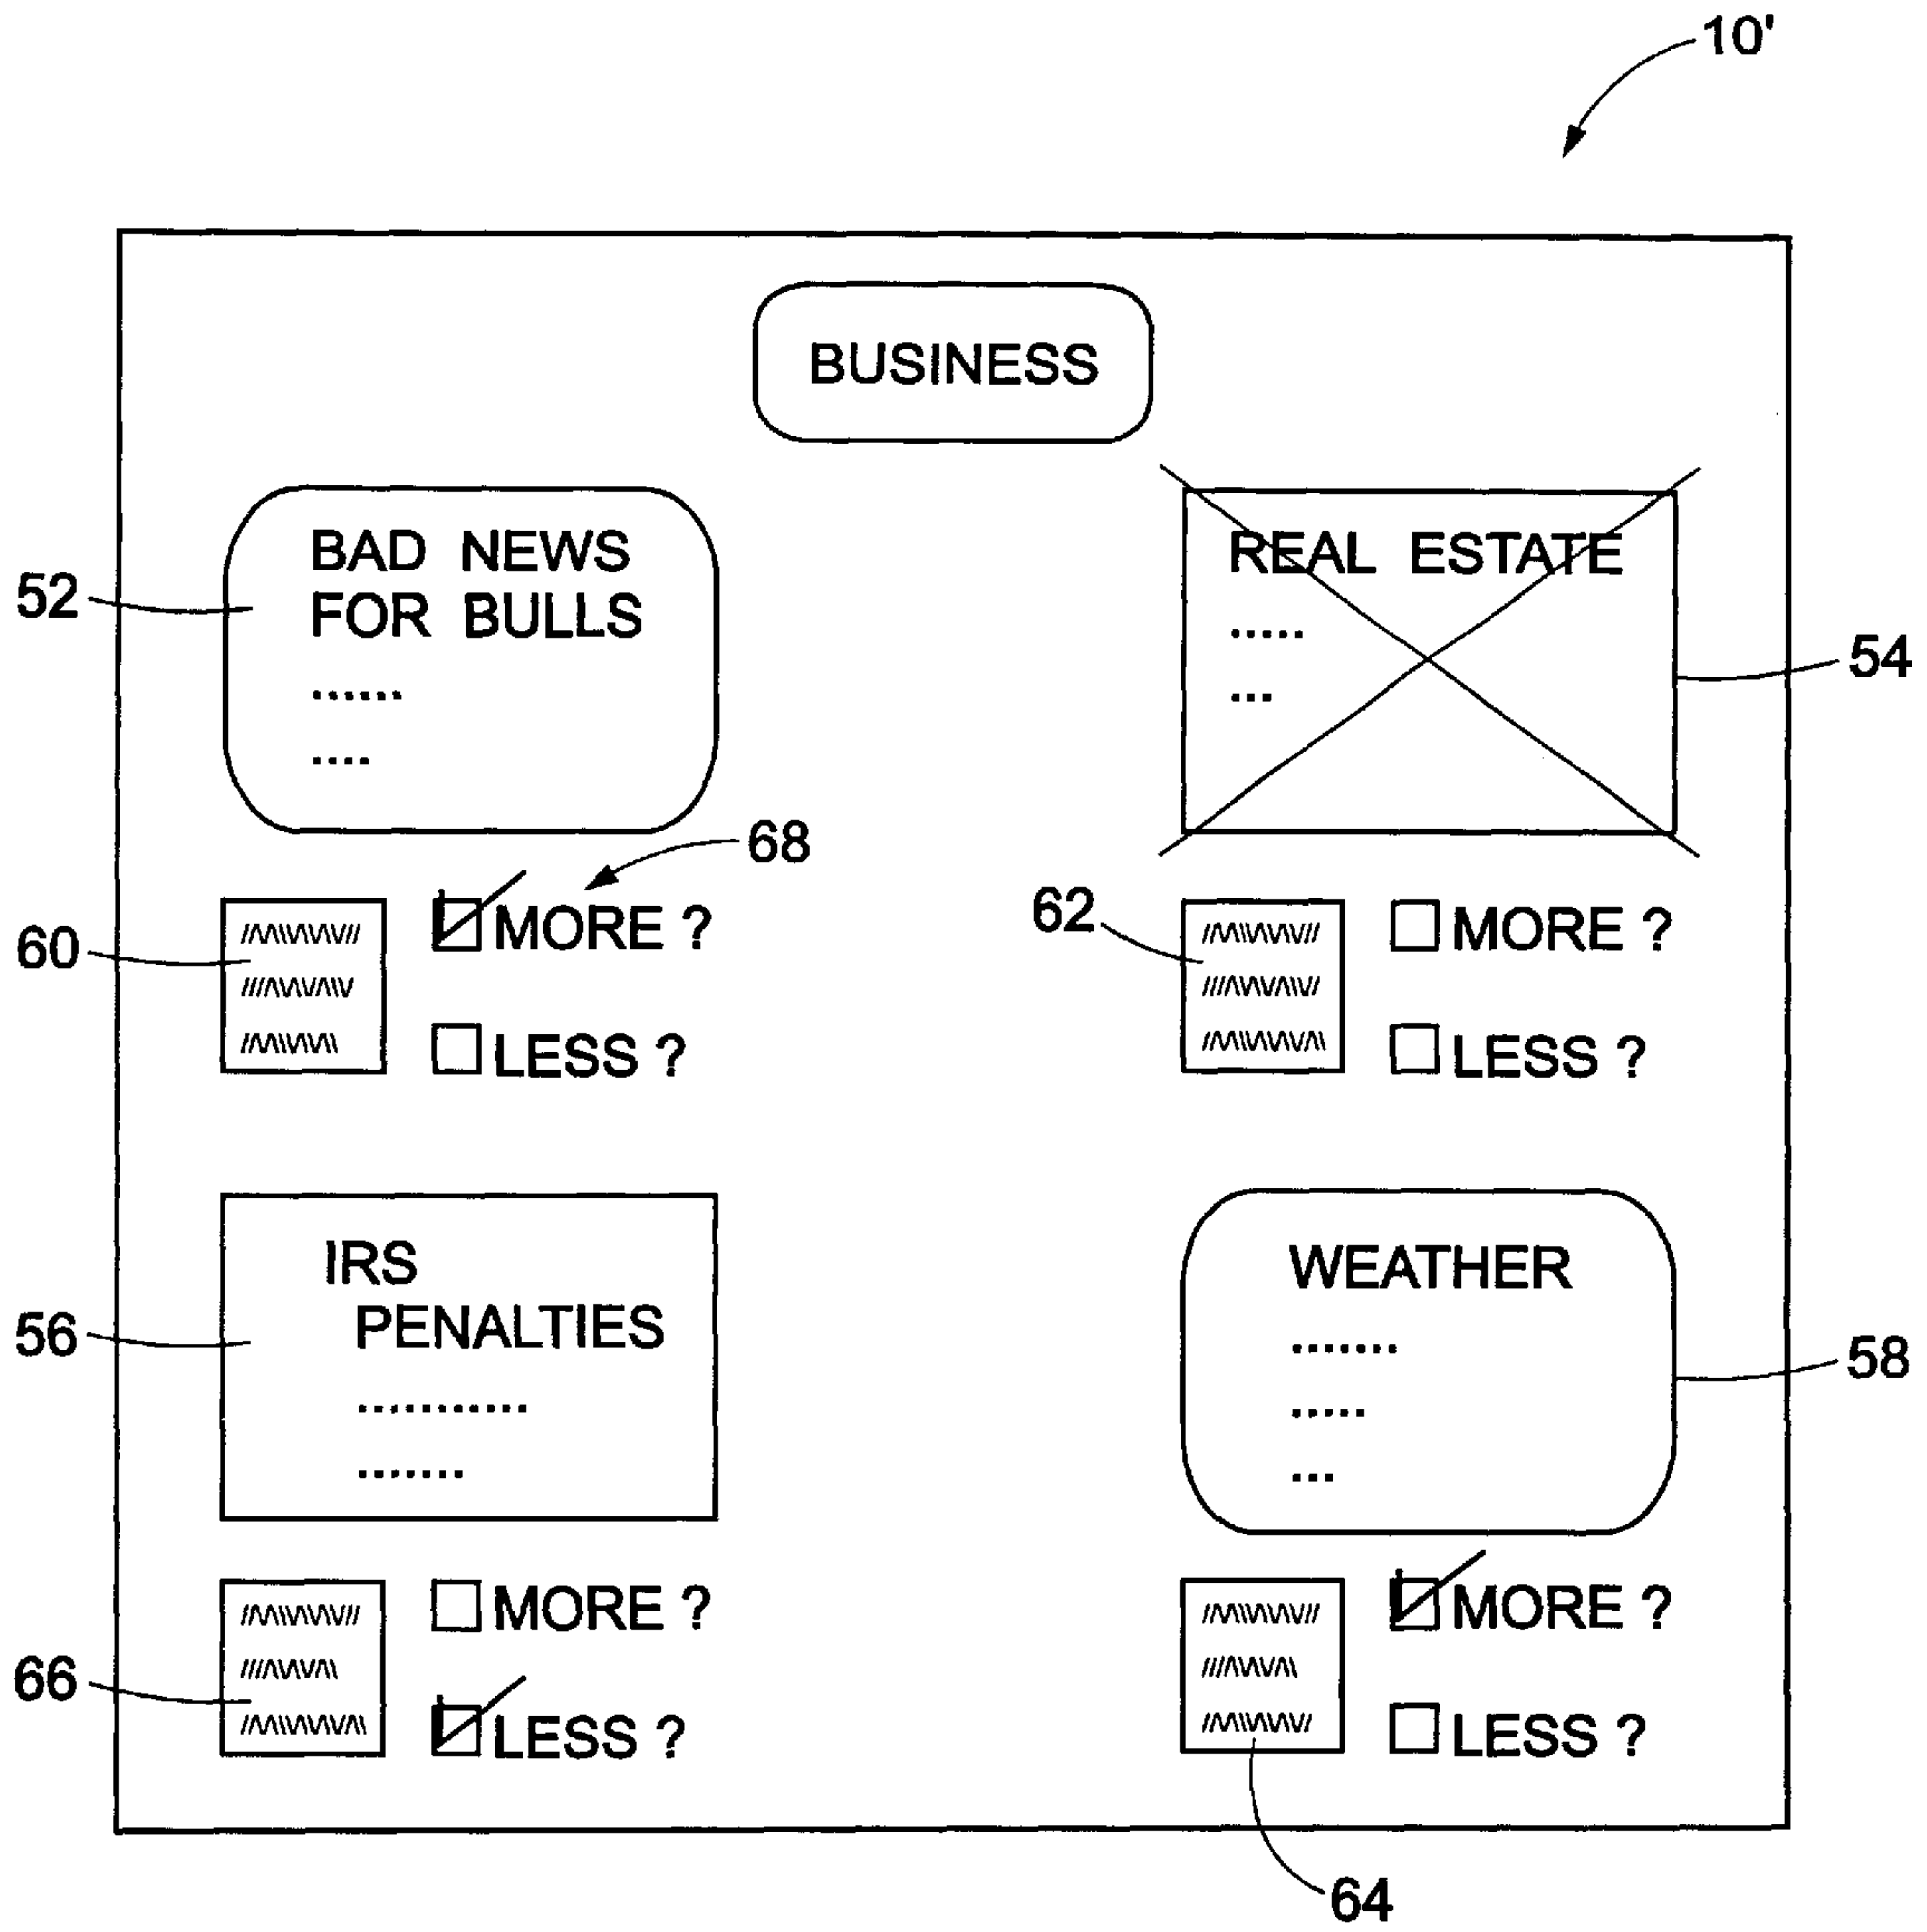 10'
BUSINESS
BAD NEWS
FOR BULLS
......
....
52
REAL ESTATE
.....
...
54
68
60
MORE ?
LESS ?
62
MORE ?
LESS ?
IRS
PENALTIES
...........
.......
56
WEATHER
.......
.....
...
58
66
MORE ?
LESS ?
MORE ?
LESS ?
64